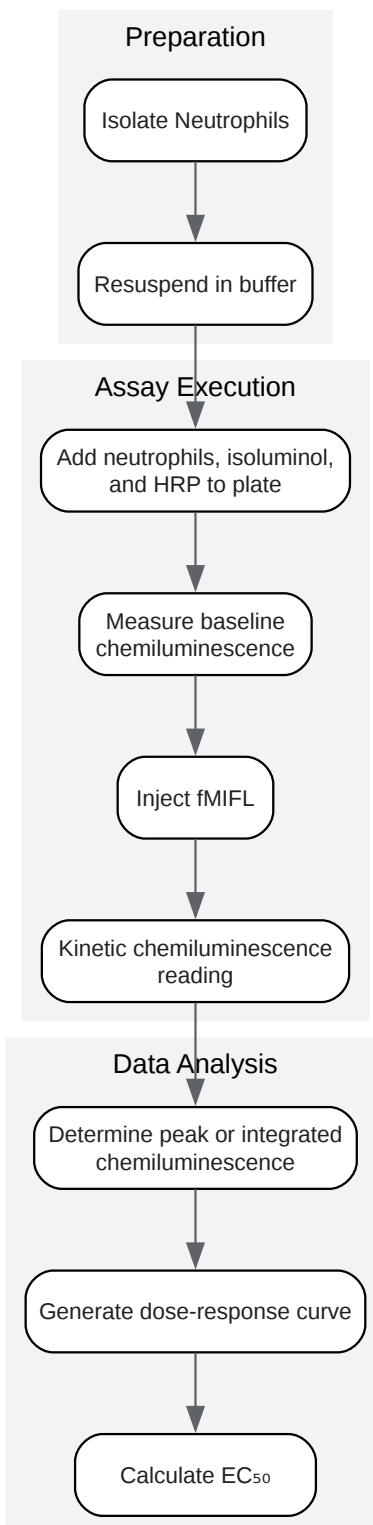 Preparation
Isolate Neutrophils
Resuspend in buffer
Assay Execution
Add neutrophils, isoluminol,
and HRP to plate
Measure baseline
chemiluminescence
Inject fMIFL
Kinetic chemiluminescence
reading
Data Analysis
Determine peak or integrated
chemiluminescence
Generate dose-response curve
Calculate EC₅₀